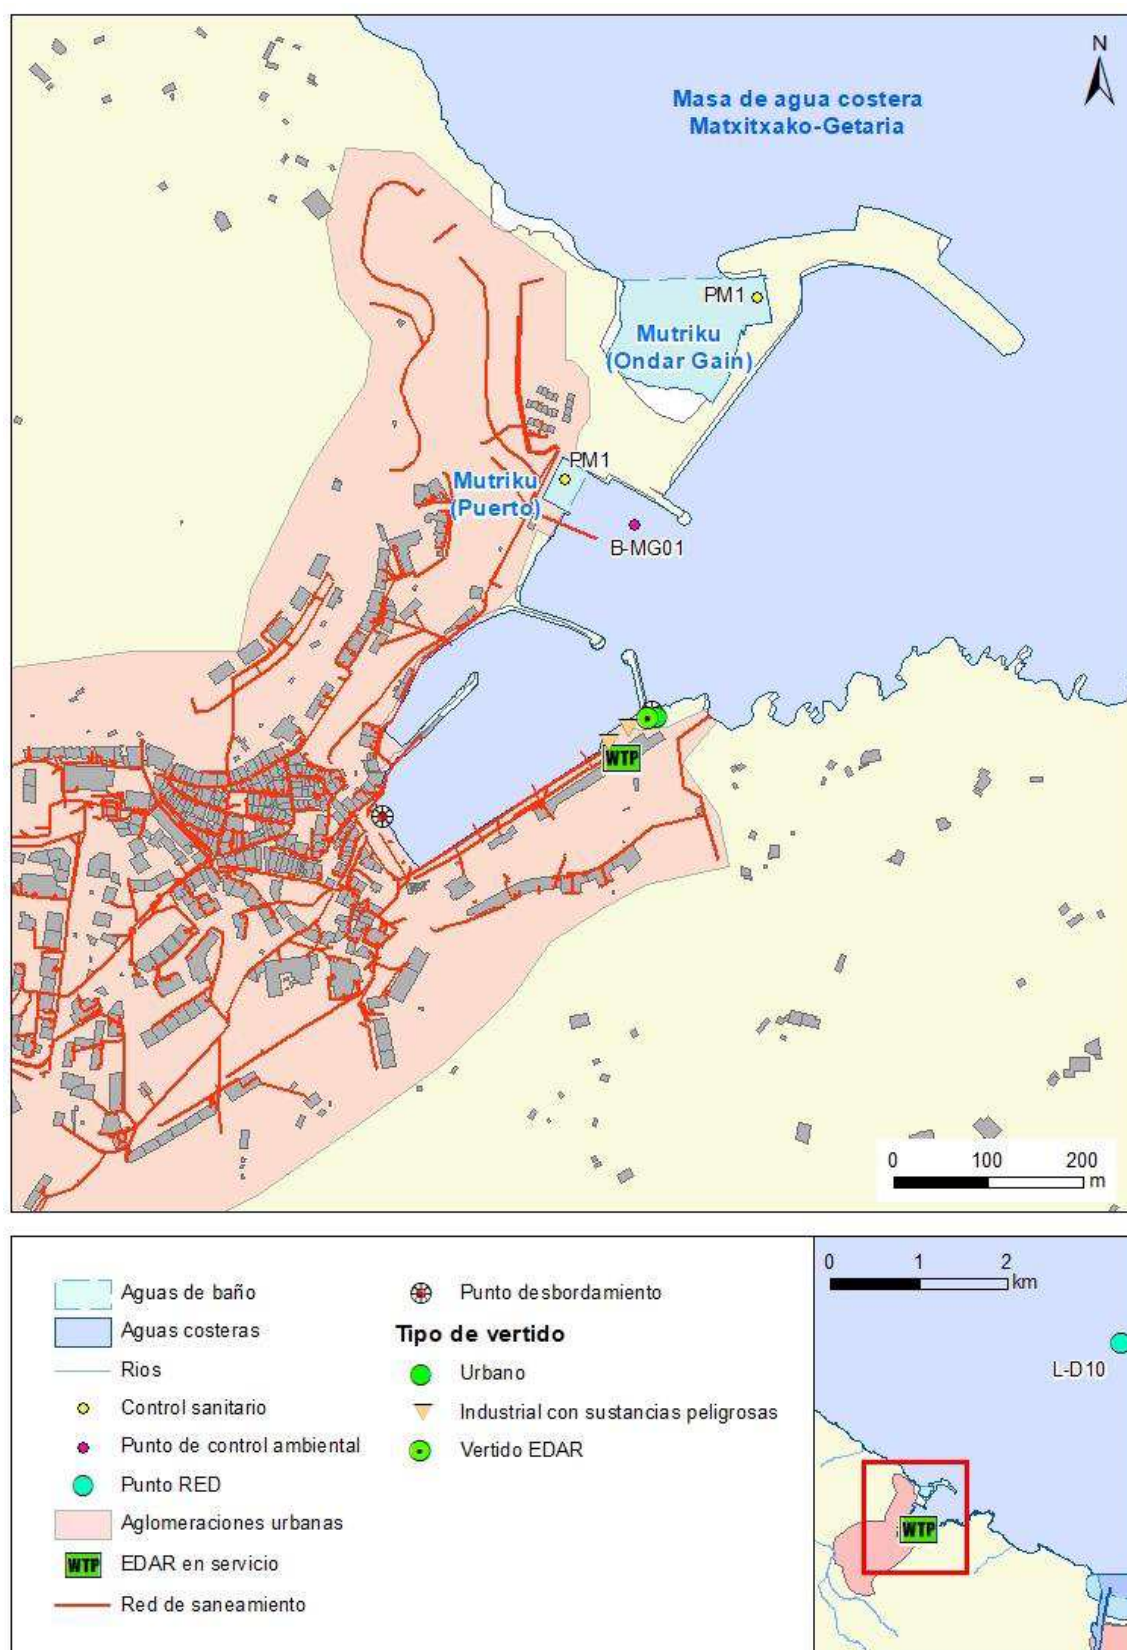 N
Masa de agua costera
Matxitxako-Getaria
PM1
Mutriku
(Ondar Gain)
PM1
Mutriku
(Puerto)
B-MG01
WTP
0 100 200
m
Aguas de baño
Aguas costeras
Rios
Control sanitario
Punto de control ambiental
Punto RED
Aglomeraciones urbanas
WTP EDAR en servicio
Red de saneamiento
Punto desbordamiento
Tipo de vertido
Urbano
Industrial con sustancias peligrosas
Vertido EDAR
0 1 2
km
L-D10
WTP